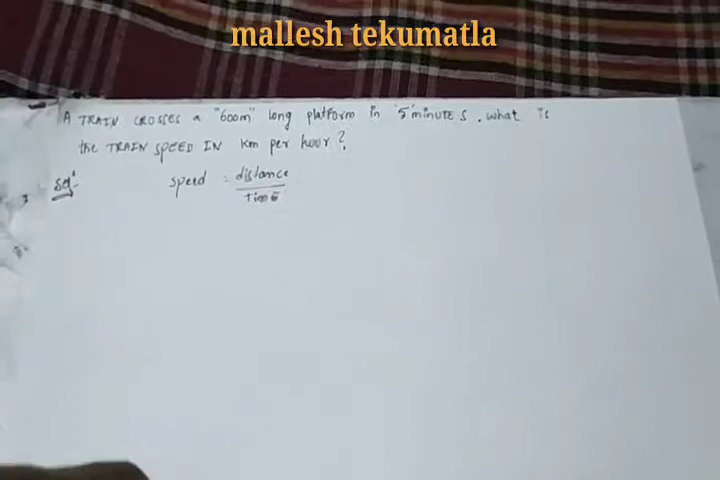 mallesh tekumatla
A TRAIN CROSSES a "600m" long platform in "5"minutes. what is
the TRAIN SPEED IN Km per hour?
Sol:-
speed = distance
time